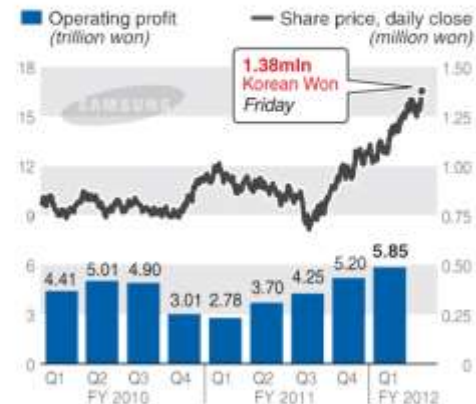 Operating profit
(trillion won)
Share price, daily close
(million won)
18
15
12
9
6
3
0
1.50
1.25
1.00
0.75
0.50
0.25
0
SAMSUNG
1.38mln
Korean Won
Friday
4.41
5.01
4.90
3.01
2.78
3.70
4.25
5.20
5.85
Q1 Q2 Q3 Q4 Q1 Q2 Q3 Q4 Q1
FY 2010 FY 2011 FY 2012